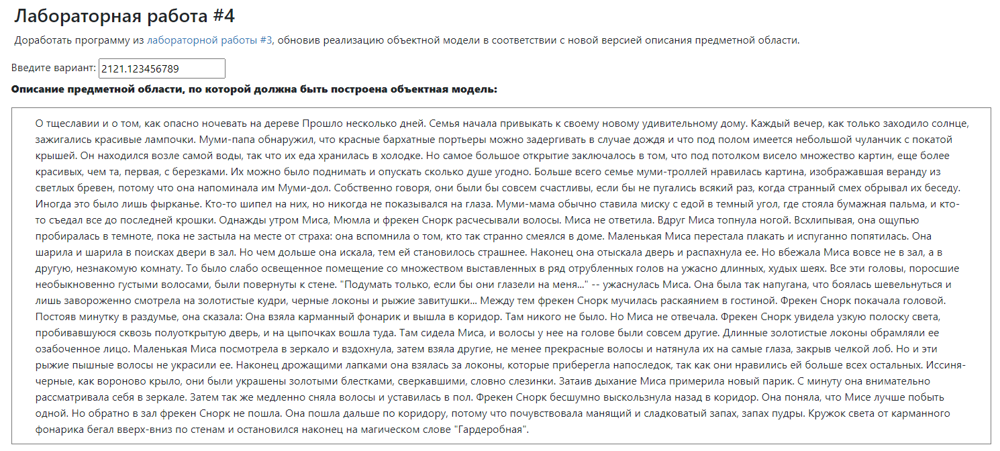 Лабораторная работа #4
Доработать программу из лабораторной работы #3, обновив реализацию объектной модели в соответствии с новой версией описания предметной области.
Введите вариант: 2121.123456789
Описание предметной области, по которой должна быть построена объектная модель:
О тщеславии и о том, как опасно ночевать на дереве Прошло несколько дней. Семья начала привыкать к своему новому удивительному дому. Каждый вечер, как только заходило солнце,
зажигались красивые лампочки. Муми-папа обнаружил, что красные бархатные портьеры можно задергивать в случае дождя и что под полом имеется небольшой чуланчик с покатой
крышей. Он находился возле самой воды, так что их еда хранилась в холодке. Но самое большое открытие заключалось в том, что под потолком висело множество картин, еще более
красивых, чем та, первая, с березками. Их можно было поднимать и опускать сколько душе угодно. Больше всего семье муми-троллей нравилась картина, изображавшая веранду из
светлых бревен, потому что она напоминала им Муми-дол. Собственно говоря, они были бы совсем счастливы, если бы не пугались всякий раз, когда странный смех обрывал их беседу.
Иногда это было лишь фырканье. Кто-то шипел на них, но никогда не показывался на глаза. Муми-мама обычно ставила миску с едой в темный угол, где стояла бумажная пальма, и кто-
то съедал все до последней крошки. Однажды утром Миса, Мюмла и фрекен Снорк расчесывали волосы. Миса не ответила. Вдруг Миса топнула ногой. Всхлипывая, она ощупью
пробиралась в темноте, пока не застыла на месте от страха: она вспомнила о том, кто так странно смеялся в доме. Маленькая Миса перестала плакать и испуганно попятилась. Она
шарила и шарила в поисках двери в зал. Но чем дольше она искала, тем ей становилось страшнее. Наконец она отыскала дверь и распахнула ее. Но вбежала Миса вовсе не в зал, а в
другую, незнакомую комнату. То было слабо освещенное помещение со множеством выставленных в ряд отрубленных голов на ужасно длинных, худых шеях. Все эти головы, поросшие
необыкновенно густыми волосами, были повернуты к стене. "Подумать только, если бы они глазели на меня..." -- ужаснулась Миса. Она была так напугана, что боялась шевельнуться и
лишь завороженно смотрела на золотистые кудри, черные локоны и рыжие завитушки... Между тем фрекен Снорк мучилась раскаянием в гостиной. Фрекен Снорк покачала головой.
Постояв минутку в раздумье, она сказала: Она взяла карманный фонарик и вышла в коридор. Там никого не было. Но Миса не отвечала. Фрекен Снорк увидела узкую полоску света,
пробивавшуюся сквозь полуоткрытую дверь, и на цыпочках вошла туда. Там сидела Миса, и волосы у нее на голове были совсем другие. Длинные золотистые локоны обрамляли ее
озабоченное лицо. Маленькая Миса посмотрела в зеркало и вздохнула, затем взяла другие, не менее прекрасные волосы и натянула их на самые глаза, закрыв челкой лоб. Но и эти
рыжие пышные волосы не украсили ее. Наконец дрожащими лапками она взялась за локоны, которые приберегла напоследок, так как они нравились ей больше всех остальных. Иссиня-
черные, как вороново крыло, они были украшены золотыми блестками, сверкавшими, словно слезинки. Затаив дыхание Миса примерила новый парик. С минуту она внимательно
рассматривала себя в зеркале. Затем так же медленно сняла волосы и уставилась в пол. Фрекен Снорк бесшумно выскользнула назад в коридор. Она поняла, что Мисе лучше побыть
одной. Но обратно в зал фрекен Снорк не пошла. Она пошла дальше по коридору, потому что почувствовала манящий и сладковатый запах, запах пудры. Кружок света от карманного
фонарика бегал вверх-вниз по стенам и остановился наконец на магическом слове "Гардеробная".